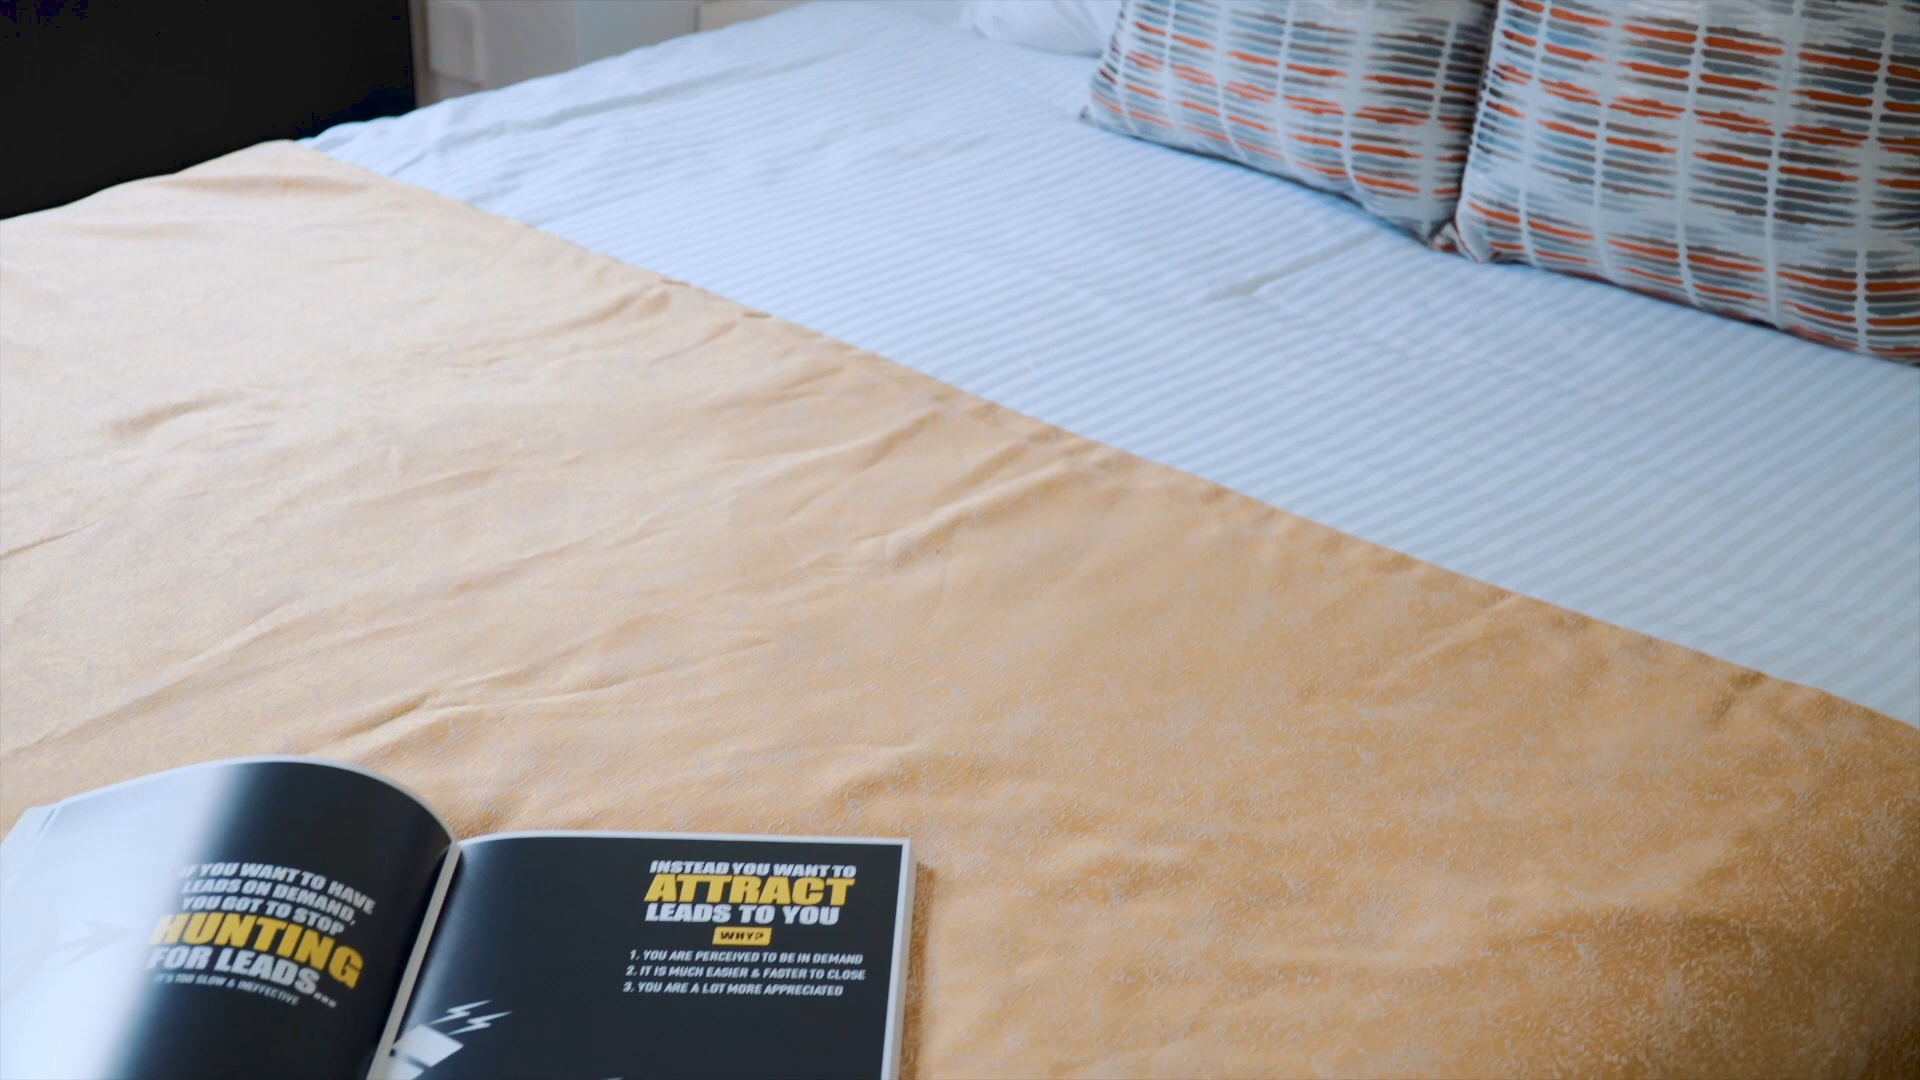 IF YOU WANT TO HAVE
LEADS ON DEMAND,
YOU GOT TO STOP
HUNTING
FOR LEADS...
IT'S TOO SLOW & INEFFECTIVE
INSTEAD YOU WANT TO
ATTRACT
LEADS TO YOU
WHY?
1. YOU ARE PERCEIVED TO BE IN DEMAND
2. IT IS MUCH EASIER & FASTER TO CLOSE
3. YOU ARE A LOT MORE APPRECIATED